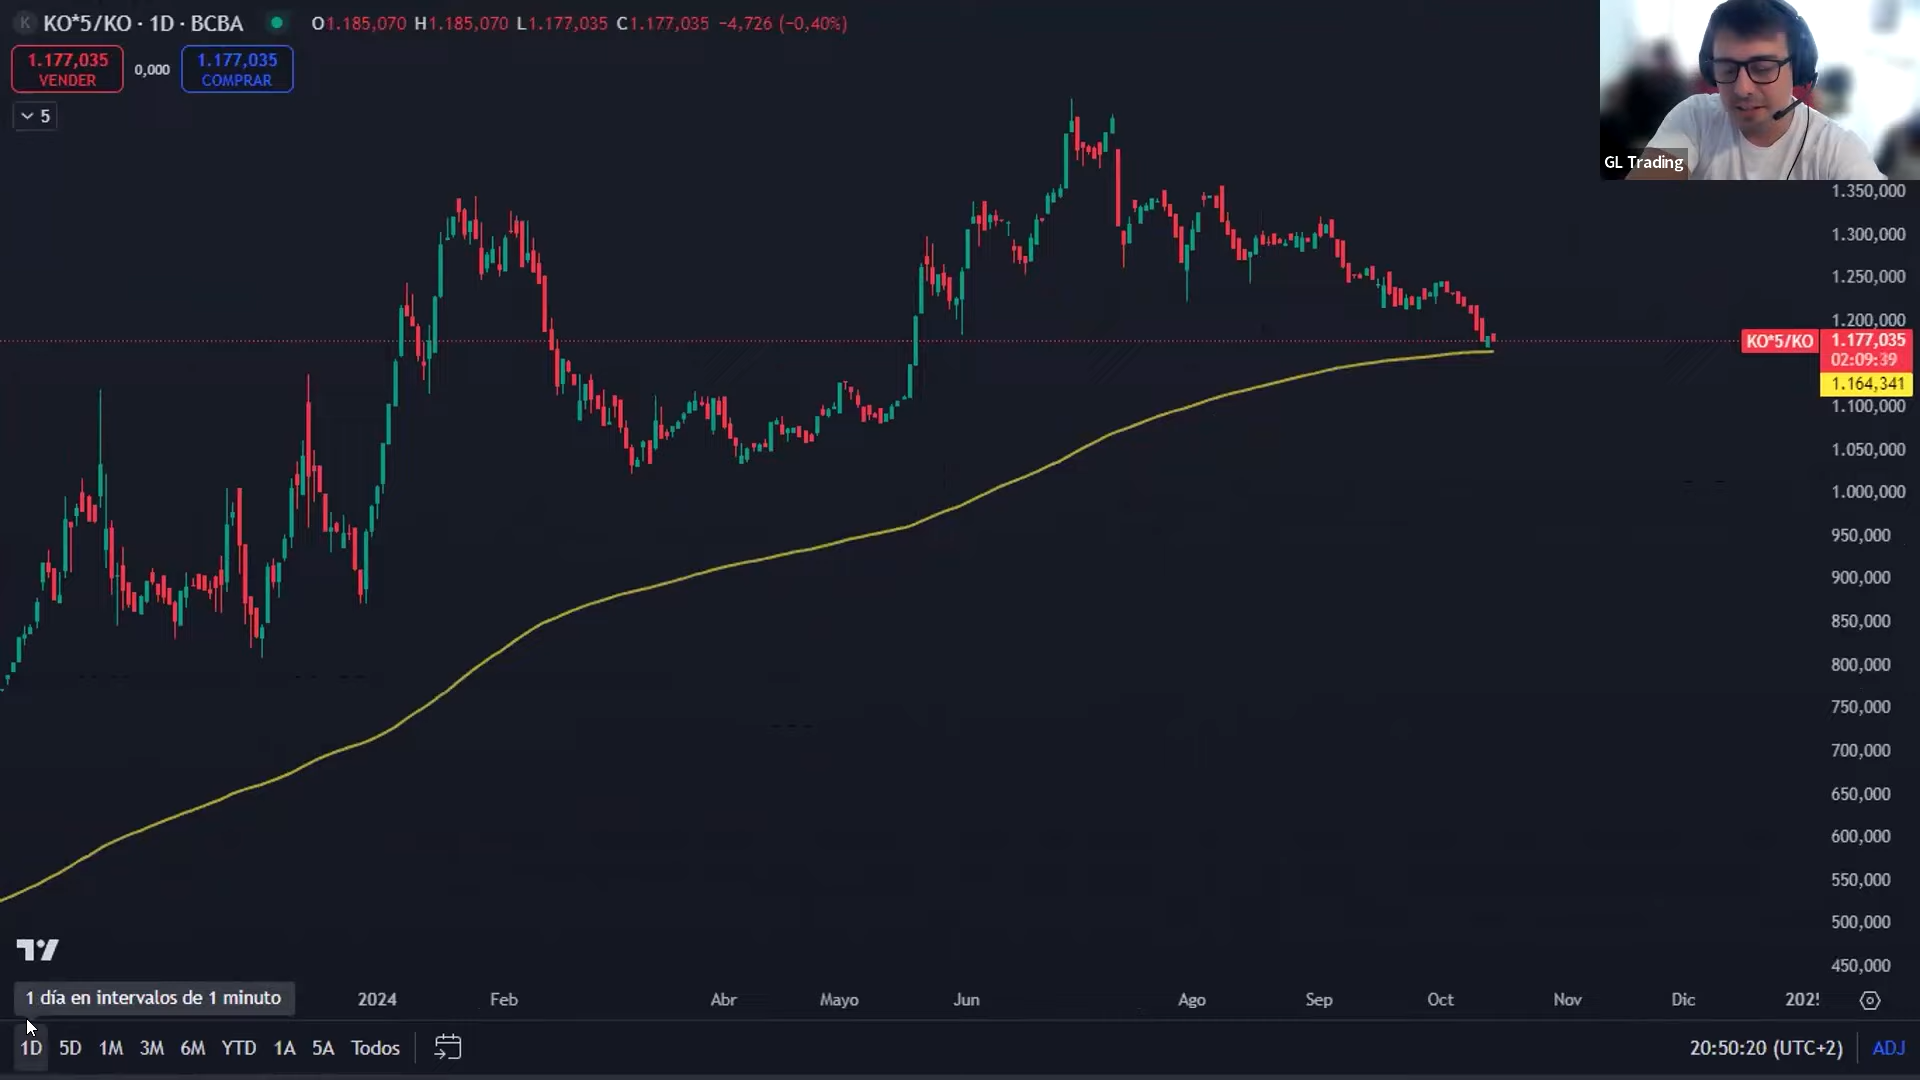 K KO*5/KO · 1D · BCBA O1.185,070 H1.185,070 L1.177,035 C1.177,035 −4,726 (−0,40%)
1.177,035 0,000 1.177,035
VENDER COMPRAR
5
GL Trading
1.350,000
1.300,000
1.250,000
1.200,000
KO*5/KO 1.177,035
02:09:39
1.164,341
1.100,000
1.050,000
1.000,000
950,000
900,000
850,000
800,000
750,000
700,000
650,000
600,000
550,000
500,000
450,000
1 día en intervalos de 1 minuto
2024 Feb Abr Mayo Jun Ago Sep Oct Nov Dic 202
1D 5D 1M 3M 6M YTD 1A 5A Todos 20:50:20 (UTC+2) ADJ